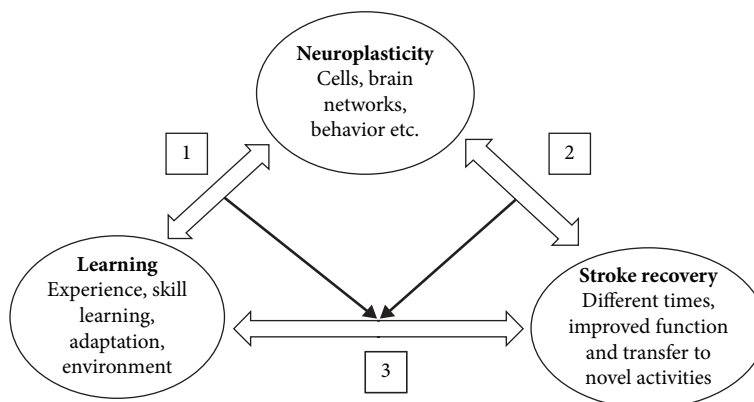 Neuroplasticity
Cells, brain
networks,
behavior etc.
1
2
Learning
Experience, skill
learning,
adaptation,
environment
Stroke recovery
Different times,
improved function
and transfer to
novel activities
3